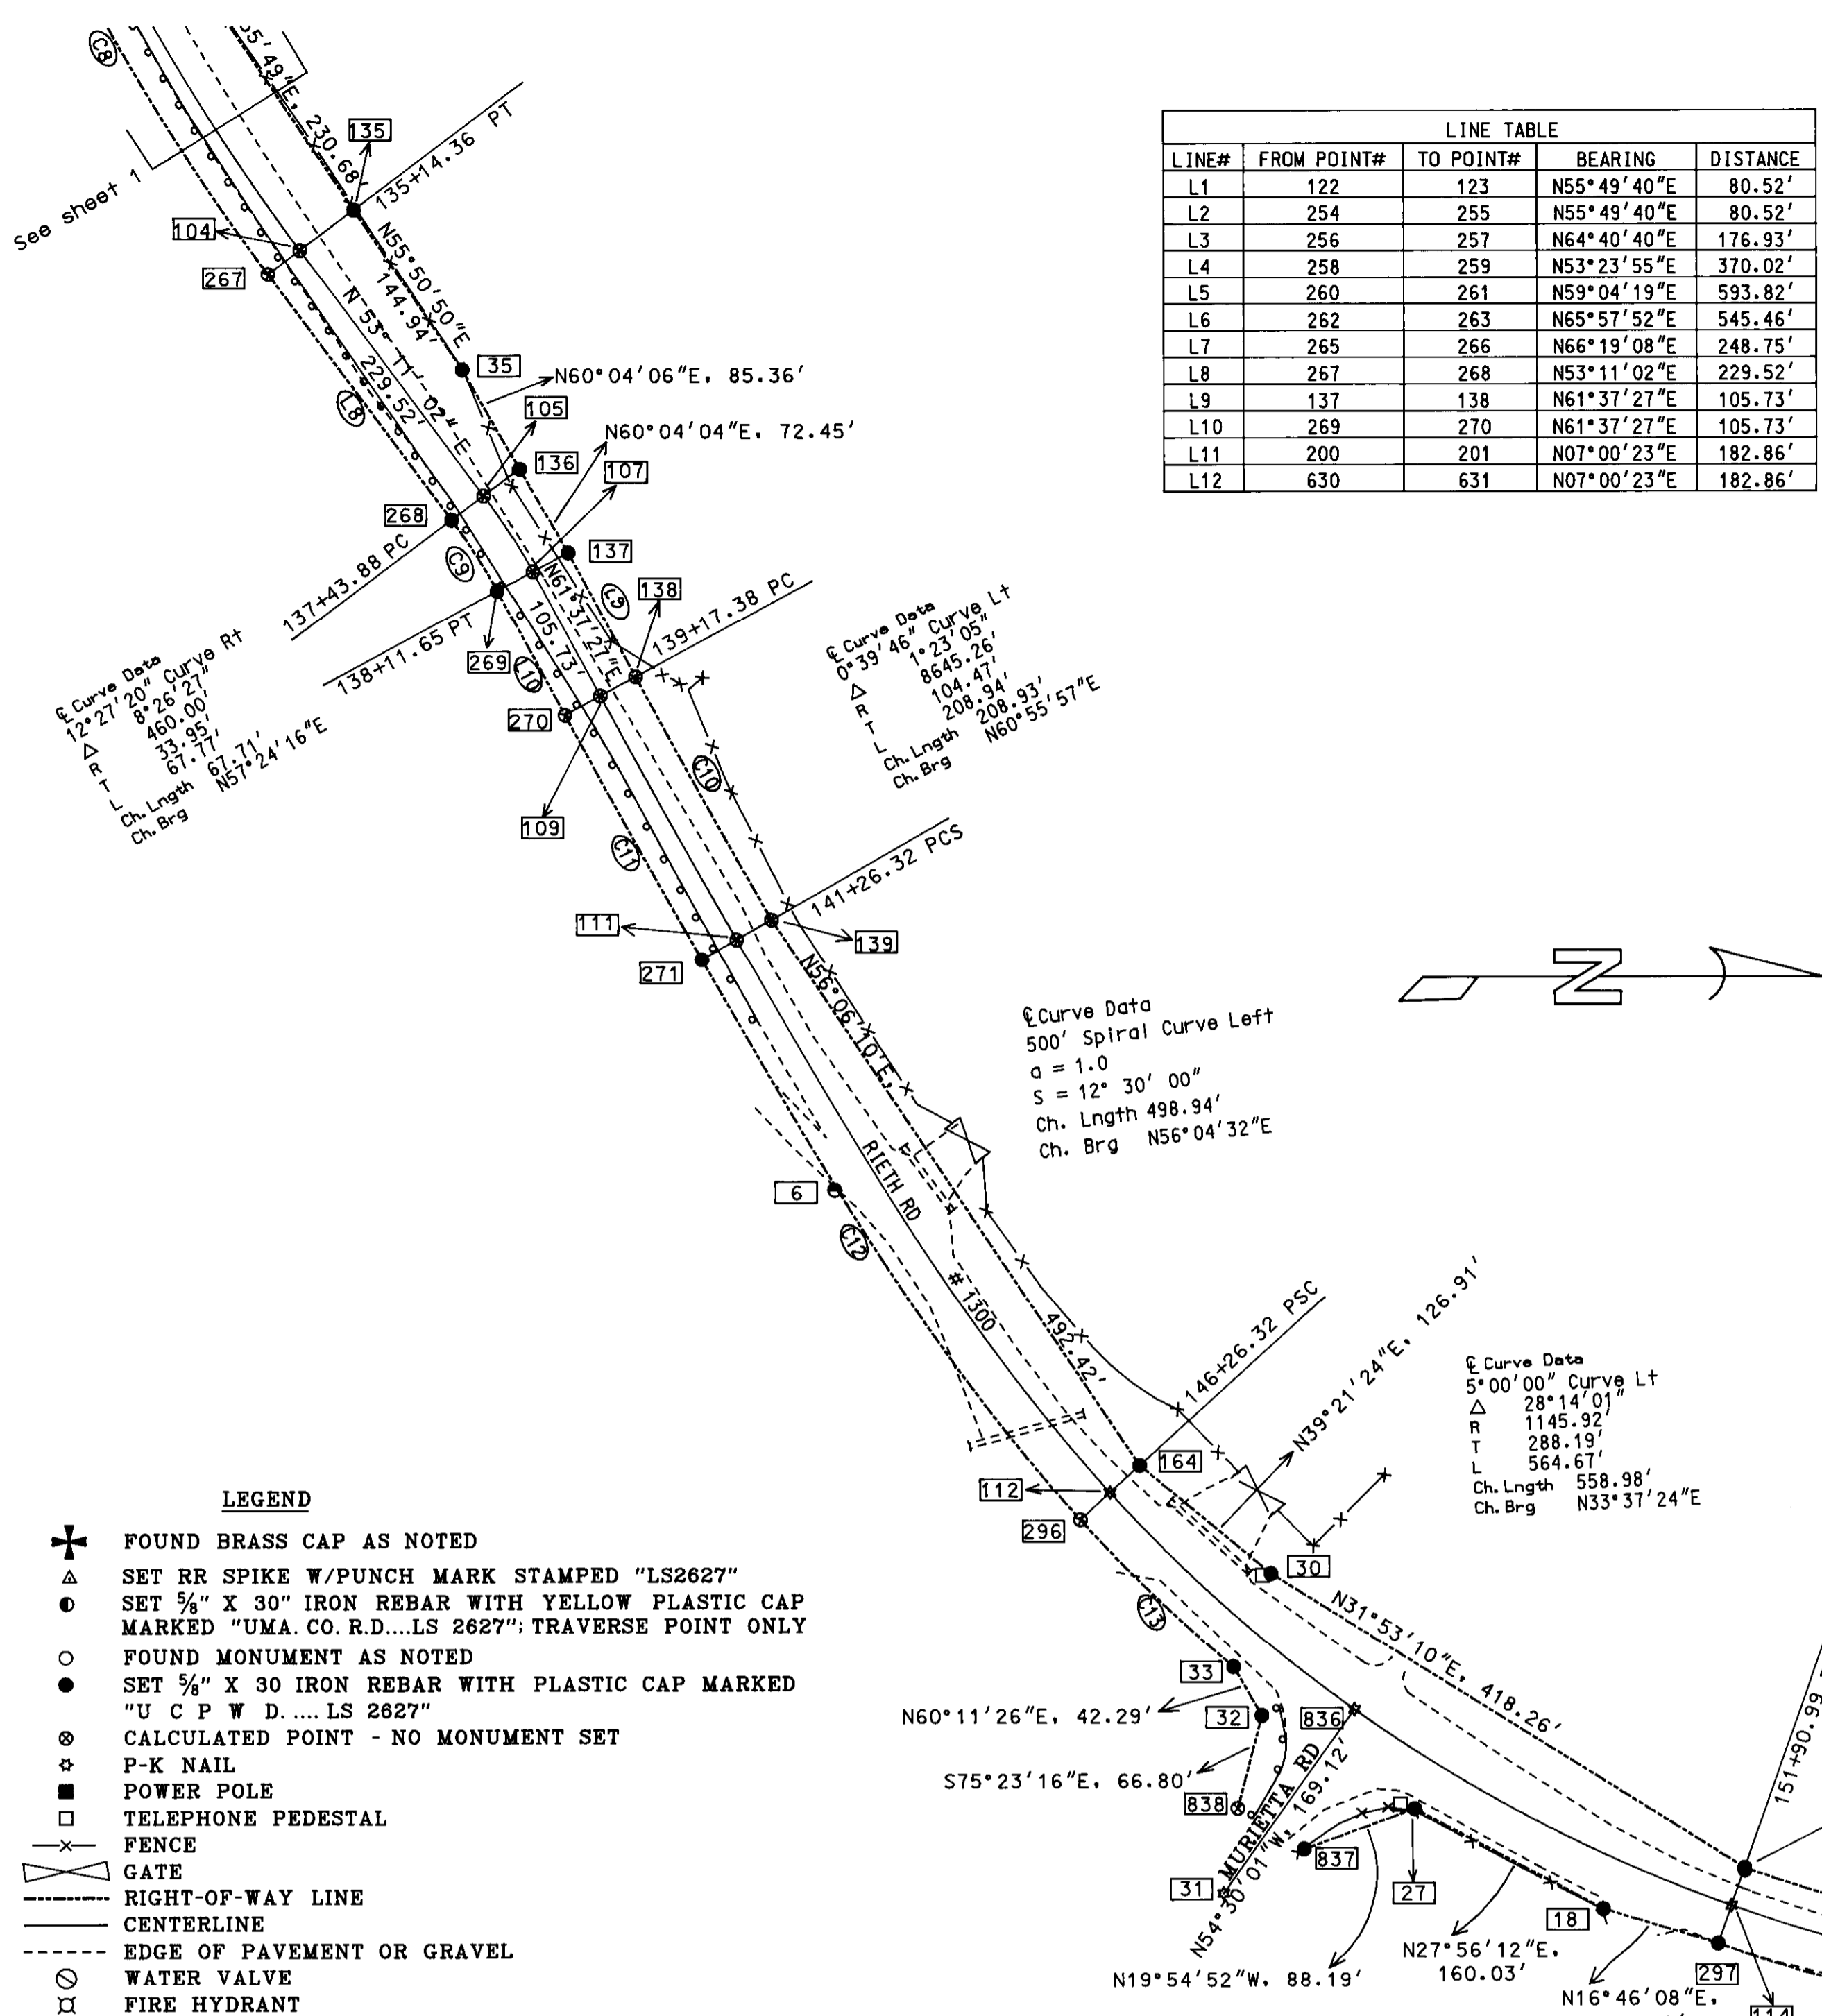 C8
55'49"E, 230.68'
135
135+14.36 PT
See sheet 1
104
267
N55°50'50"E
144.94'
N 53° 11' 02" E
229.52'
L8
35
N60°04'06"E, 85.36'
105
N60°04'04"E, 72.45'
136
107
268
137
C9
137+43.88 PC
N61°37'27"E
105.73'
L9
138
139+17.38 PC
138+11.65 PT
269
L10
270
109
℄ Curve Data
12°27'20" Curve Rt
△ 8°26'27"
R 460.00'
T 33.95'
L 67.77'
Ch. Lngth 67.71'
Ch. Brg N57°24'16"E
℄ Curve Data
0°39'46" Curve Lt
△ 1°23'05"
R 8645.26'
T 104.47'
L 208.94'
Ch. Lngth 208.93'
Ch. Brg N60°55'57"E
LINE TABLE
LINE# FROM POINT# TO POINT# BEARING DISTANCE
L1 122 123 N55°49'40"E 80.52'
L2 254 255 N55°49'40"E 80.52'
L3 256 257 N64°40'40"E 176.93'
L4 258 259 N53°23'55"E 370.02'
L5 260 261 N59°04'19"E 593.82'
L6 262 263 N65°57'52"E 545.46'
L7 265 266 N66°19'08"E 248.75'
L8 267 268 N53°11'02"E 229.52'
L9 137 138 N61°37'27"E 105.73'
L10 269 270 N61°37'27"E 105.73'
L11 200 201 N07°00'23"E 182.86'
L12 630 631 N07°00'23"E 182.86'
C10
C11
141+26.32 PCS
111
139
271
N56°06'10"E,
492.42'
N
℄ Curve Data
500' Spiral Curve Left
a = 1.0
S = 12° 30' 00"
Ch. Lngth 498.94'
Ch. Brg N56°04'32"E
6
C12
RIETH RD
# 1300
146+26.32 PSC
N39°21'24"E, 126.91'
℄ Curve Data
5°00'00" Curve Lt
△ 28°14'01"
R 1145.92'
T 288.19'
L 564.67'
Ch. Lngth 558.98'
Ch. Brg N33°37'24"E
164
112
296
30
C13
N31°53'10"E, 418.26'
33
N60°11'26"E, 42.29'
32
836
S75°23'16"E, 66.80'
838
MURIETTA RD
N54°30'01"W, 169.12'
31
837
27
18
N19°54'52"W, 88.19'
N27°56'12"E,
160.03'
N16°46'08"E,
151+90.99
297
114
LEGEND
FOUND BRASS CAP AS NOTED
SET RR SPIKE W/PUNCH MARK STAMPED "LS2627"
SET 5/8" X 30" IRON REBAR WITH YELLOW PLASTIC CAP
MARKED "UMA. CO. R.D....LS 2627"; TRAVERSE POINT ONLY
FOUND MONUMENT AS NOTED
SET 5/8" X 30 IRON REBAR WITH PLASTIC CAP MARKED
"U C P W D..... LS 2627"
CALCULATED POINT - NO MONUMENT SET
P-K NAIL
POWER POLE
TELEPHONE PEDESTAL
FENCE
GATE
RIGHT-OF-WAY LINE
CENTERLINE
EDGE OF PAVEMENT OR GRAVEL
WATER VALVE
FIRE HYDRANT